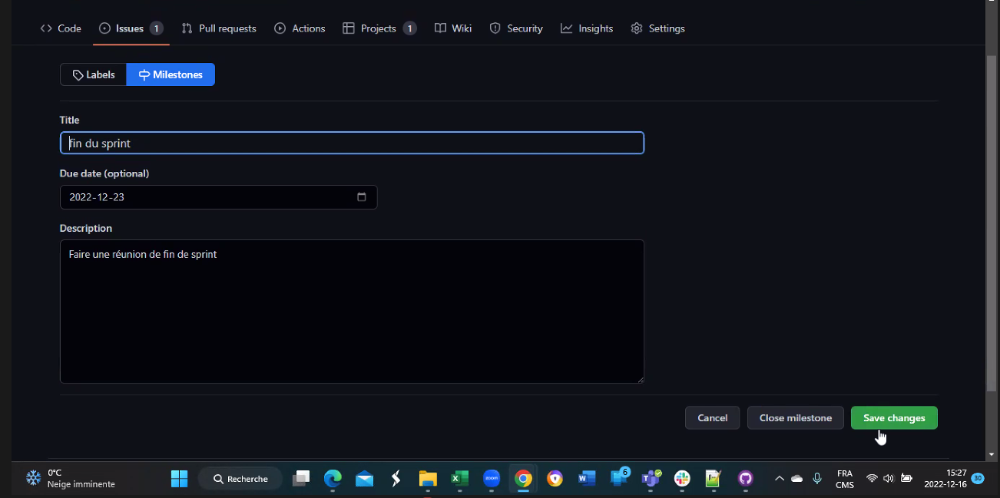 Code Issues 1 Pull requests Actions Projects 1 Wiki Security Insights Settings
Labels Milestones
Title
fin du sprint
Due date (optional)
2022-12-23
Description
Faire une réunion de fin de sprint
Cancel Close milestone Save changes
0°C
Neige imminente
Recherche
zoom
6
FRA
CMS
15:27
2022-12-16
30